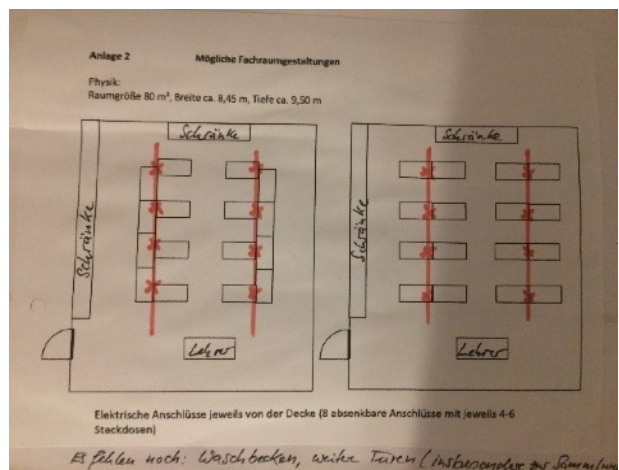 Anlage 2 Mögliche Fachraumgestaltungen
Physik:
Raumgröße 80 m², Breite ca. 8,45 m, Tiefe ca. 9,50 m
Schränke Schränke
Schränke Schränke
Lehrer Lehrer
Elektrische Anschlüsse jeweils von der Decke (8 absenkbare Anschlüsse mit jeweils 4-6
Steckdosen)
Es fehlen noch: Waschbecken, weitere Türen (insbesondere zur Sammlung